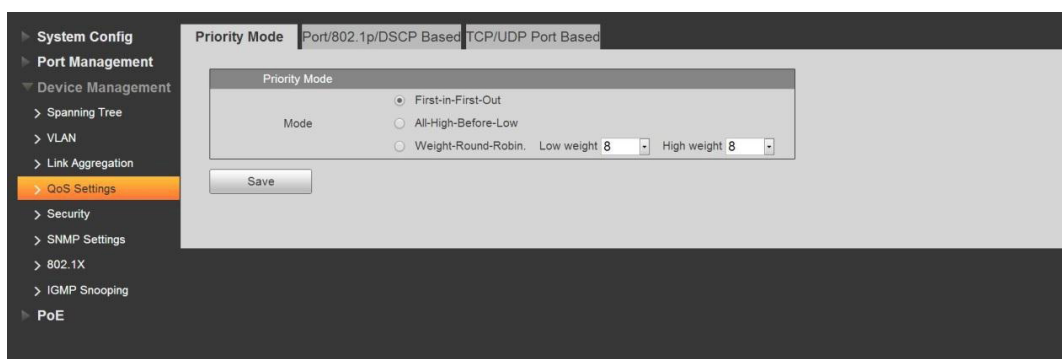 System Config
Port Management
Device Management
Spanning Tree
VLAN
Link Aggregation
QoS Settings
Security
SNMP Settings
802.1X
IGMP Snooping
PoE
Priority Mode Port/802.1p/DSCP Based TCP/UDP Port Based
Priority Mode
Mode
First-in-First-Out
All-High-Before-Low
Weight-Round-Robin. Low weight 8 High weight 8
Save